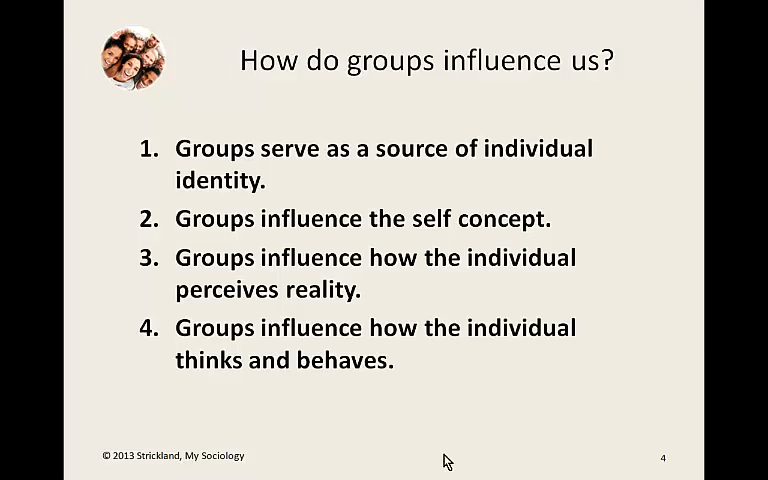 How do groups influence us?
1. Groups serve as a source of individual
identity.
2. Groups influence the self concept.
3. Groups influence how the individual
perceives reality.
4. Groups influence how the individual
thinks and behaves.
© 2013 Strickland, My Sociology
4